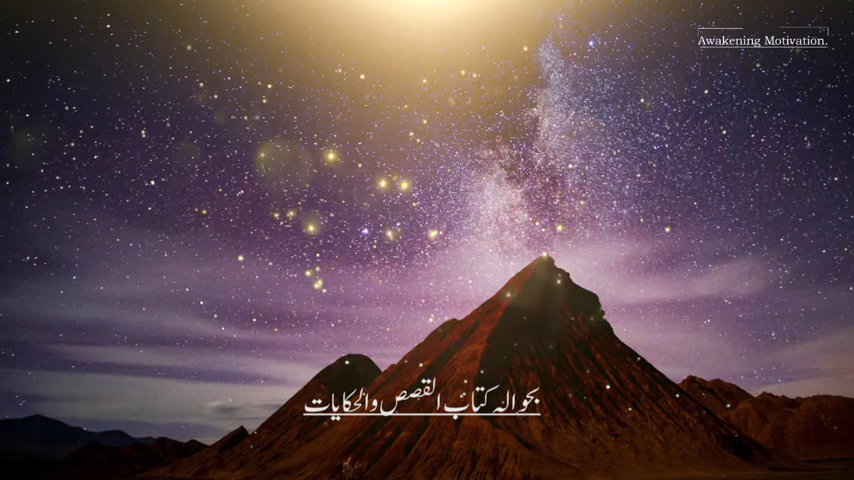 Awakening Motivation.
بحوالہ کتاب القصص والحکایات